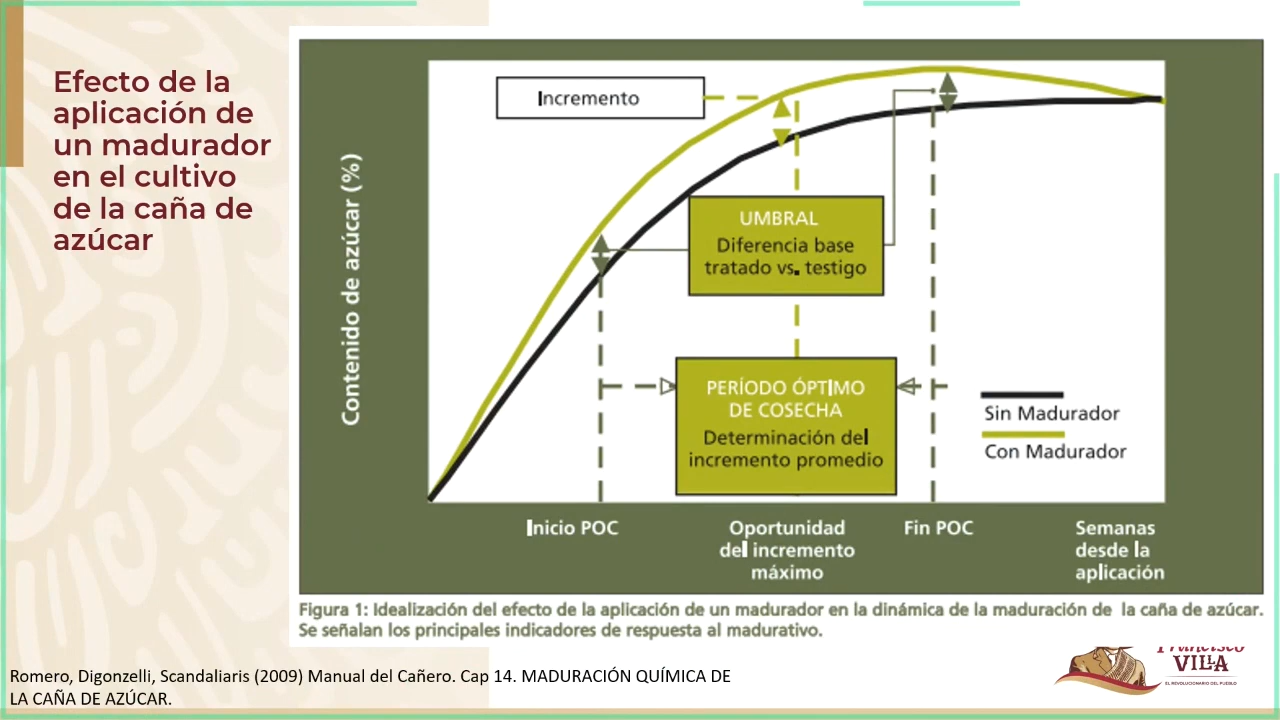 Efecto de la
aplicación de
un madurador
en el cultivo
de la caña de
azúcar
Contenido de azúcar (%)
Incremento
UMBRAL
Diferencia base
tratado vs. testigo
PERÍODO ÓPTIMO
DE COSECHA
Determinación del
incremento promedio
Sin Madurador
Con Madurador
Inicio POC
Oportunidad
del incremento
máximo
Fin POC
Semanas
desde la
aplicación
Figura 1: Idealización del efecto de la aplicación de un madurador en la dinámica de la maduración de la caña de azúcar.
Se señalan los principales indicadores de respuesta al madurativo.
Romero, Digonzelli, Scandaliaris (2009) Manual del Cañero. Cap 14. MADURACIÓN QUÍMICA DE
LA CAÑA DE AZÚCAR.
Francisco
VILLA
EL REVOLUCIONARIO DEL PUEBLO